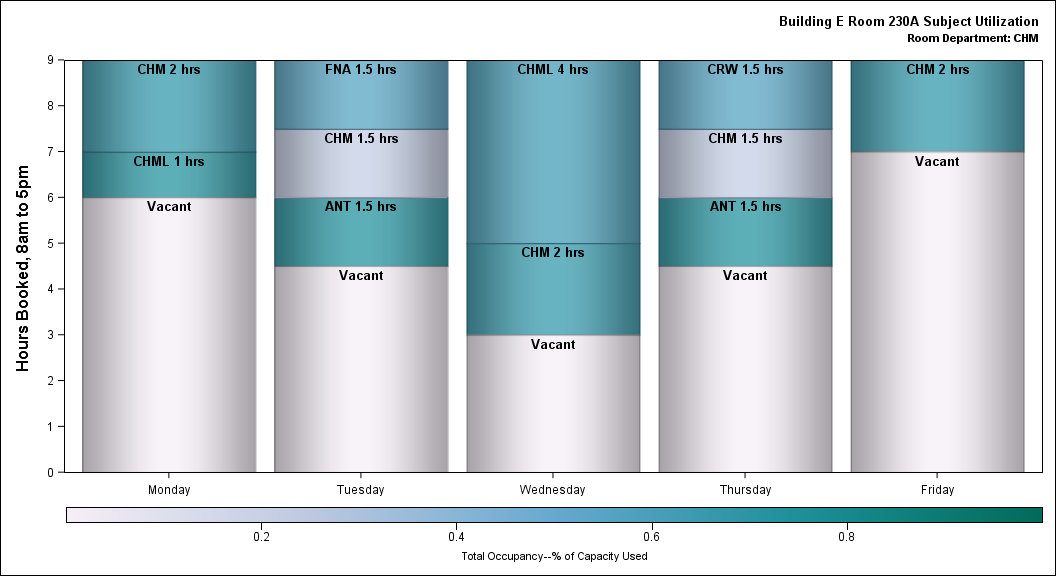 Building E Room 230A Subject Utilization
Room Department: CHM
Hours Booked, 8am to 5pm
9
8
7
6
5
4
3
2
1
0
CHM 2 hrs
CHML 1 hrs
Vacant
FNA 1.5 hrs
CHM 1.5 hrs
ANT 1.5 hrs
Vacant
CHML 4 hrs
CHM 2 hrs
Vacant
CRW 1.5 hrs
CHM 1.5 hrs
ANT 1.5 hrs
Vacant
CHM 2 hrs
Vacant
Monday
Tuesday
Wednesday
Thursday
Friday
0.2
0.4
0.6
0.8
Total Occupancy--% of Capacity Used